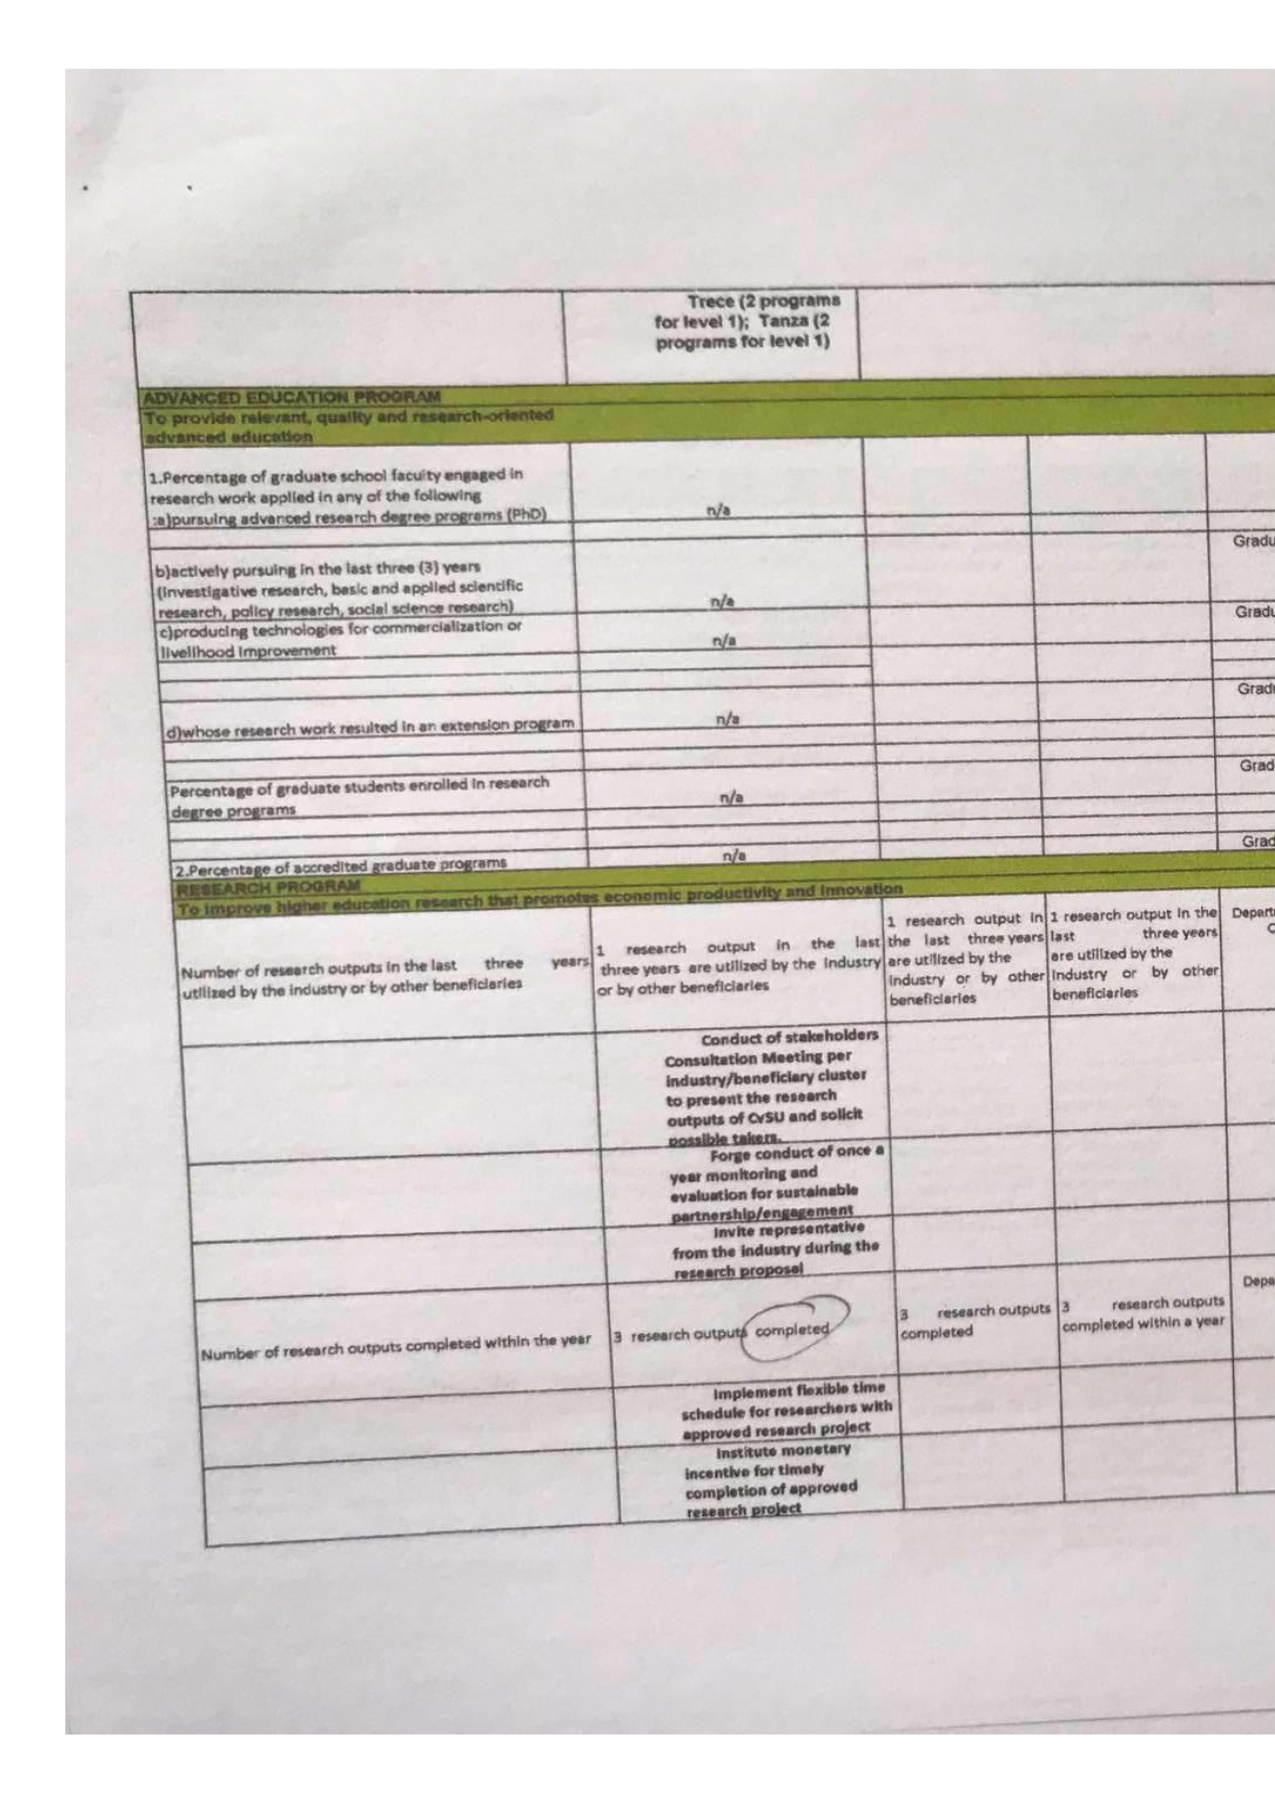 Trece (2 programs
for level 1); Tanza (2
programs for level 1)
ADVANCED EDUCATION PROGRAM
To provide relevant, quality and research-oriented
advanced education
1.Percentage of graduate school faculty engaged in
research work applied in any of the following
:a)pursuing advanced research degree programs (PhD)
n/a
b)actively pursuing in the last three (3) years
(investigative research, basic and applied scientific
research, policy research, social science research)
n/a
Gradu
c)producing technologies for commercialization or
livelihood improvement
n/a
Gradu
d)whose research work resulted in an extension program
n/a
Gradu
Percentage of graduate students enrolled in research
degree programs
n/a
Grad
2.Percentage of accredited graduate programs
n/a
Grad
RESEARCH PROGRAM
To improve higher education research that promotes economic productivity and innovation
Number of research outputs in the last three years
utilized by the industry or by other beneficiaries
1 research output in the last
three years are utilized by the industry
or by other beneficiaries
1 research output in
the last three years
are utilized by the
industry or by other
beneficiaries
1 research output in the
last three years
are utilized by the
industry or by other
beneficiaries
Depart
C
Conduct of stakeholders
Consultation Meeting per
industry/beneficiary cluster
to present the research
outputs of CvSU and solicit
possible takers.
Forge conduct of once a
year monitoring and
evaluation for sustainable
partnership/engagement
Invite representative
from the industry during the
research proposal
Number of research outputs completed within the year
3 research outputs completed
3 research outputs
completed
3 research outputs
completed within a year
Depa
Implement flexible time
schedule for researchers with
approved research project
Institute monetary
incentive for timely
completion of approved
research project